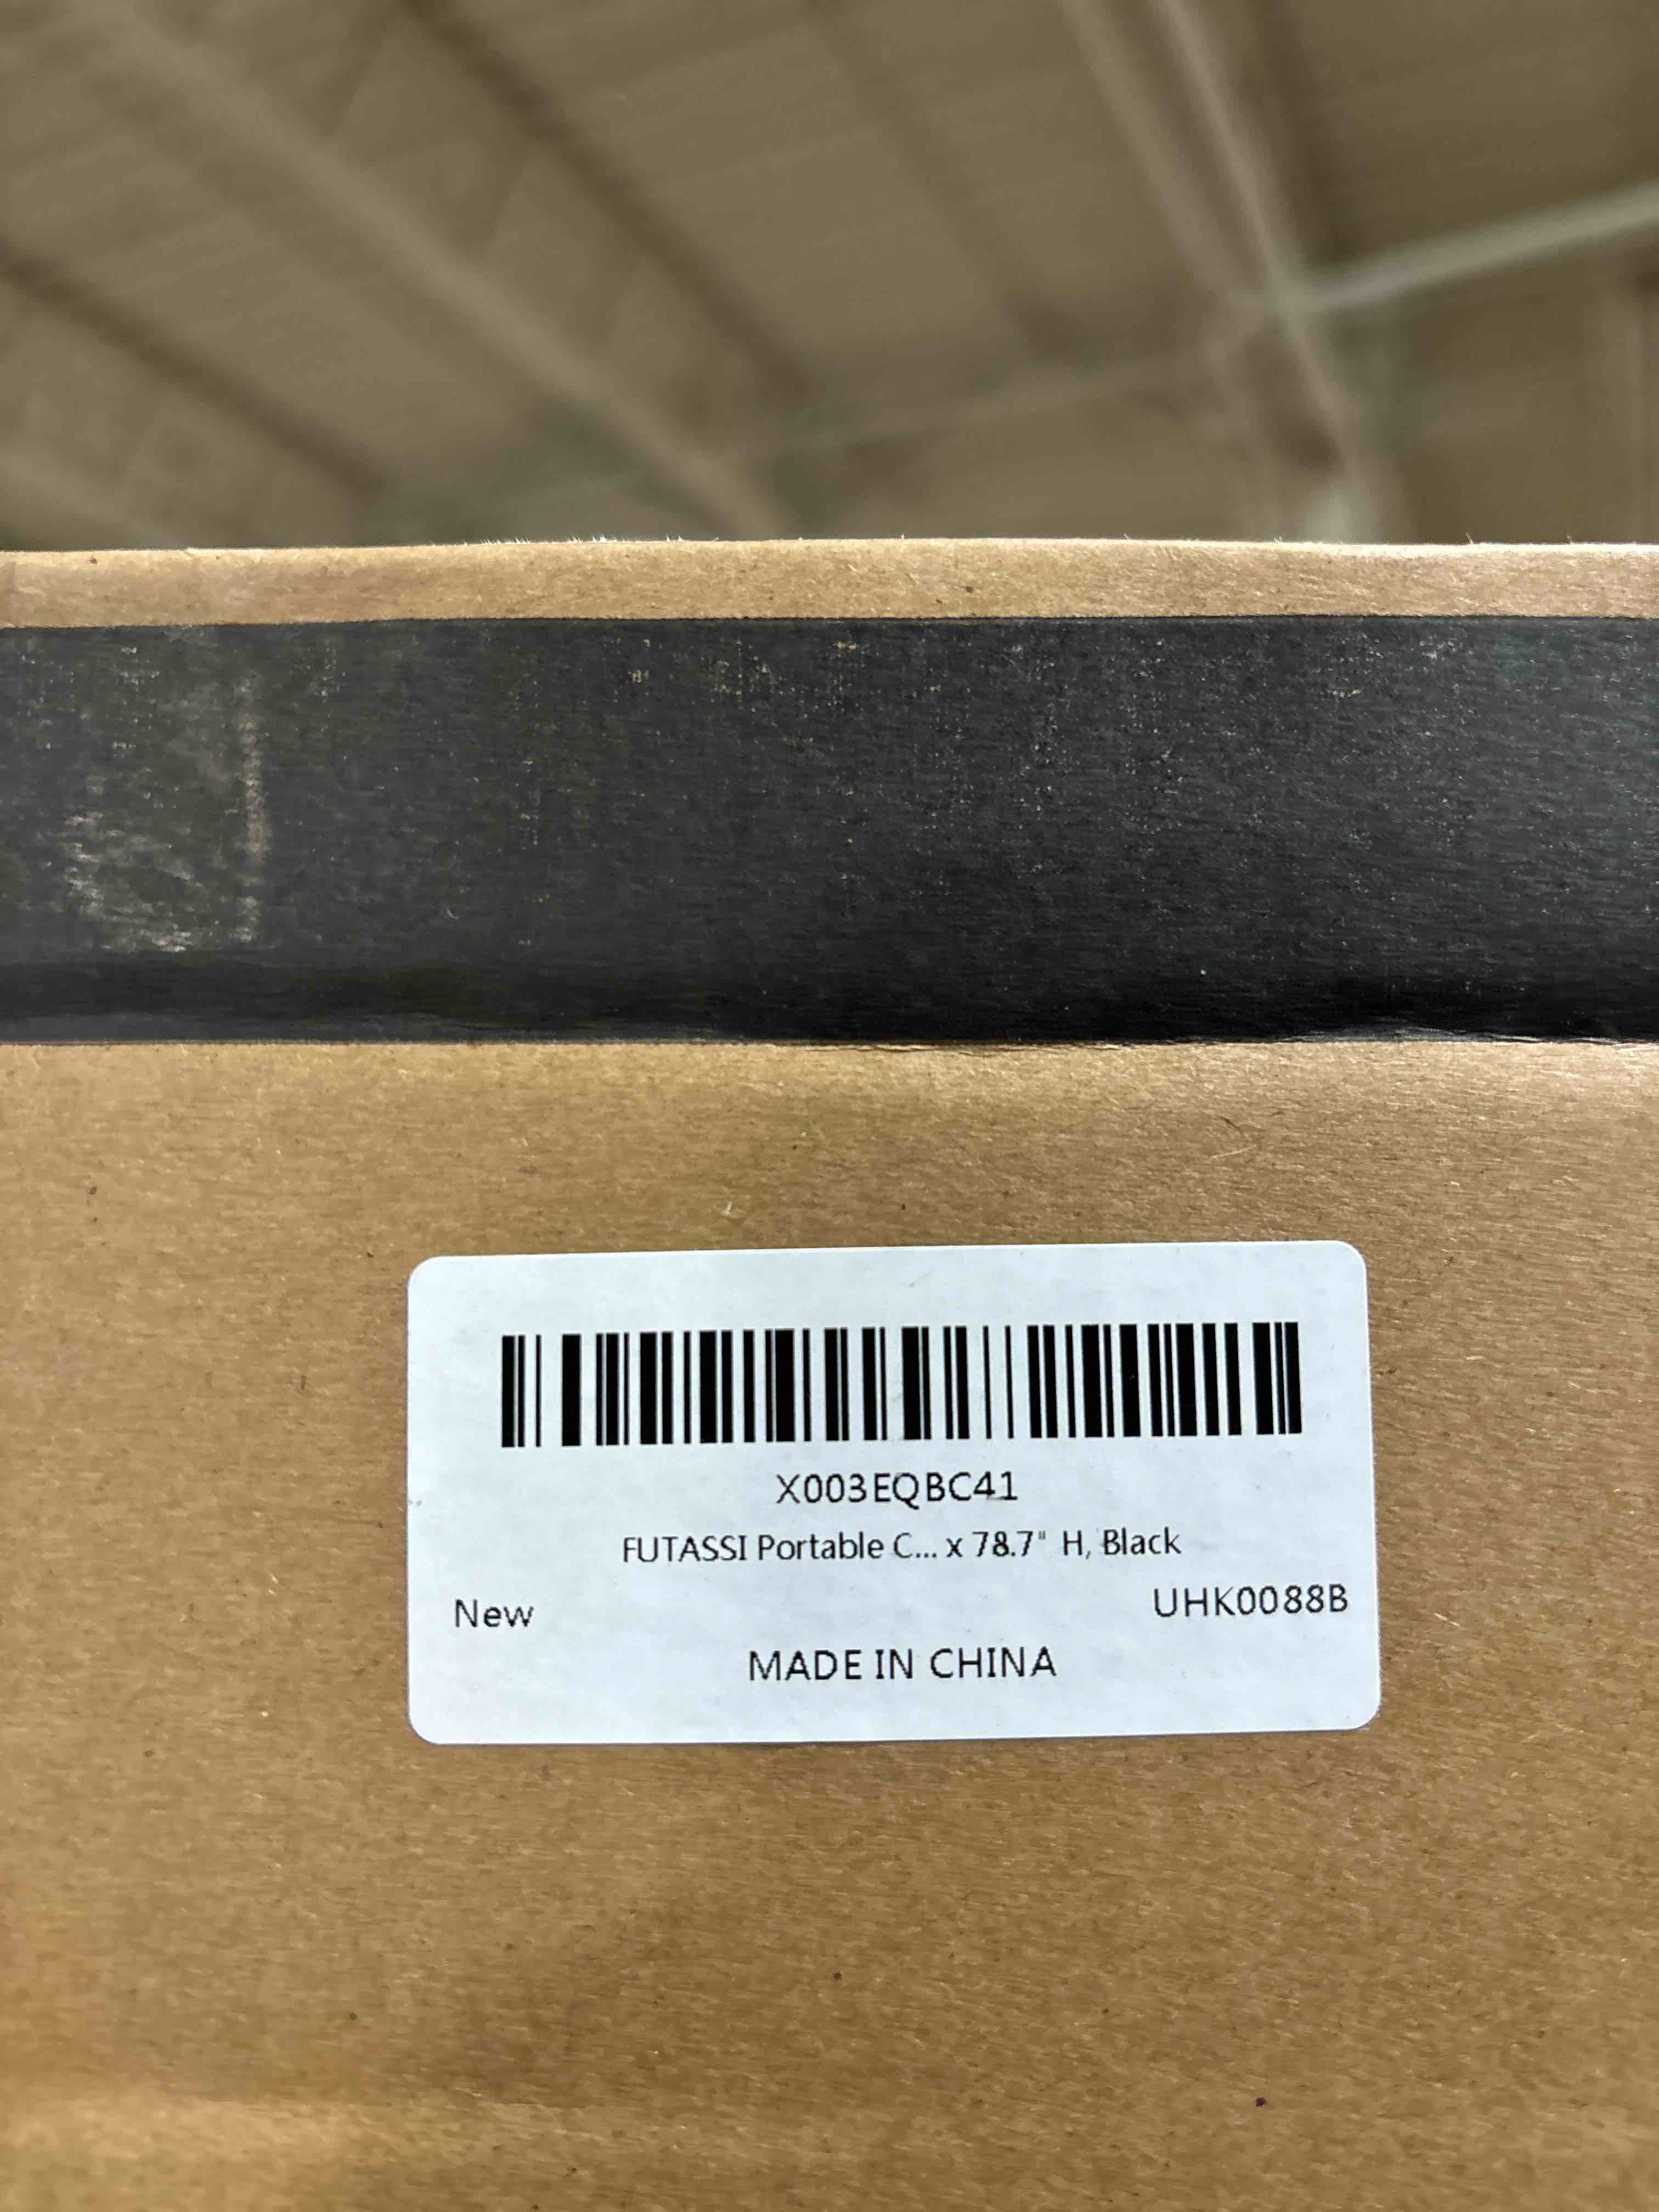 X003EQBC41
FUTASSI Portable C... x 78.7" H, Black
New
UHK0088B
MADE IN CHINA